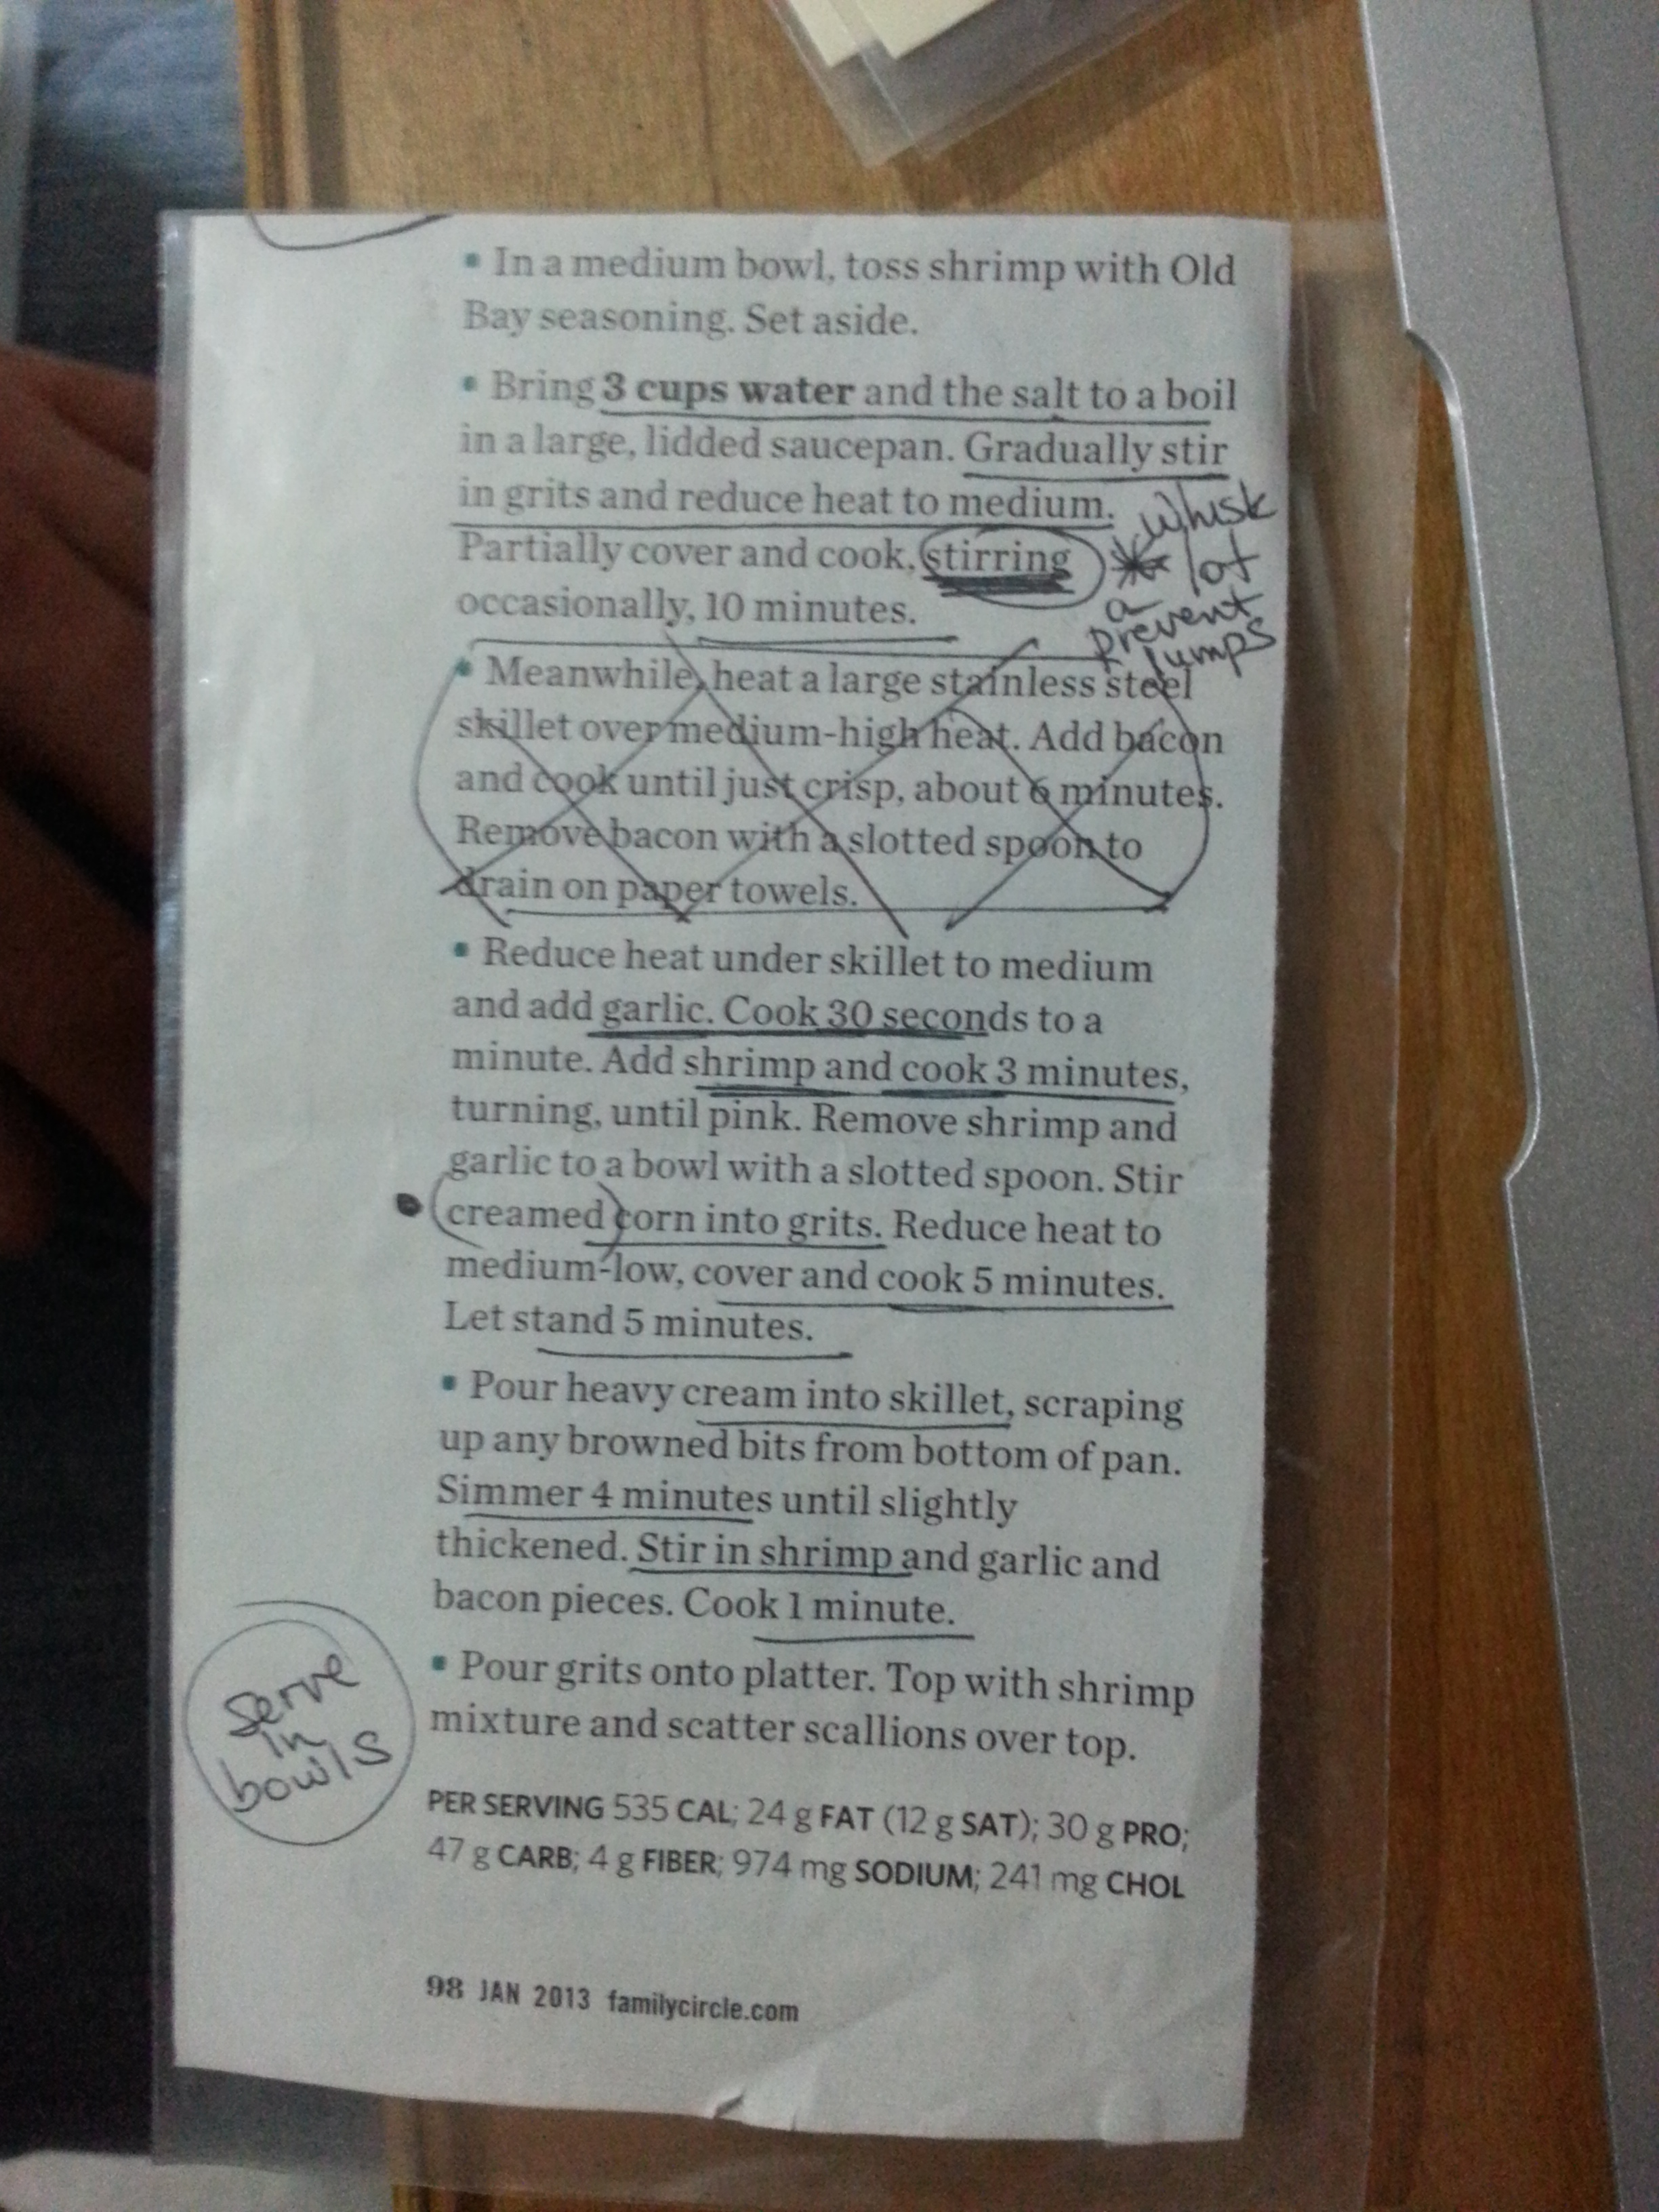 • In a medium bowl, toss shrimp with Old
Bay seasoning. Set aside.
• Bring 3 cups water and the salt to a boil
in a large, lidded saucepan. Gradually stir
in grits and reduce heat to medium.
Partially cover and cook, stirring
occasionally, 10 minutes.
* Whisk
a lot
prevent
lumps
• Meanwhile, heat a large stainless steel
skillet over medium-high heat. Add bacon
and cook until just crisp, about 6 minutes.
Remove bacon with a slotted spoon to
drain on paper towels.
• Reduce heat under skillet to medium
and add garlic. Cook 30 seconds to a
minute. Add shrimp and cook 3 minutes,
turning, until pink. Remove shrimp and
garlic to a bowl with a slotted spoon. Stir
creamed corn into grits. Reduce heat to
medium-low, cover and cook 5 minutes.
Let stand 5 minutes.
• Pour heavy cream into skillet, scraping
up any browned bits from bottom of pan.
Simmer 4 minutes until slightly
thickened. Stir in shrimp and garlic and
bacon pieces. Cook 1 minute.
• Pour grits onto platter. Top with shrimp
mixture and scatter scallions over top.
serve
in
bowls
PER SERVING 535 CAL; 24 g FAT (12 g SAT); 30 g PRO;
47 g CARB; 4 g FIBER; 974 mg SODIUM; 241 mg CHOL
98 JAN 2013 familycircle.com